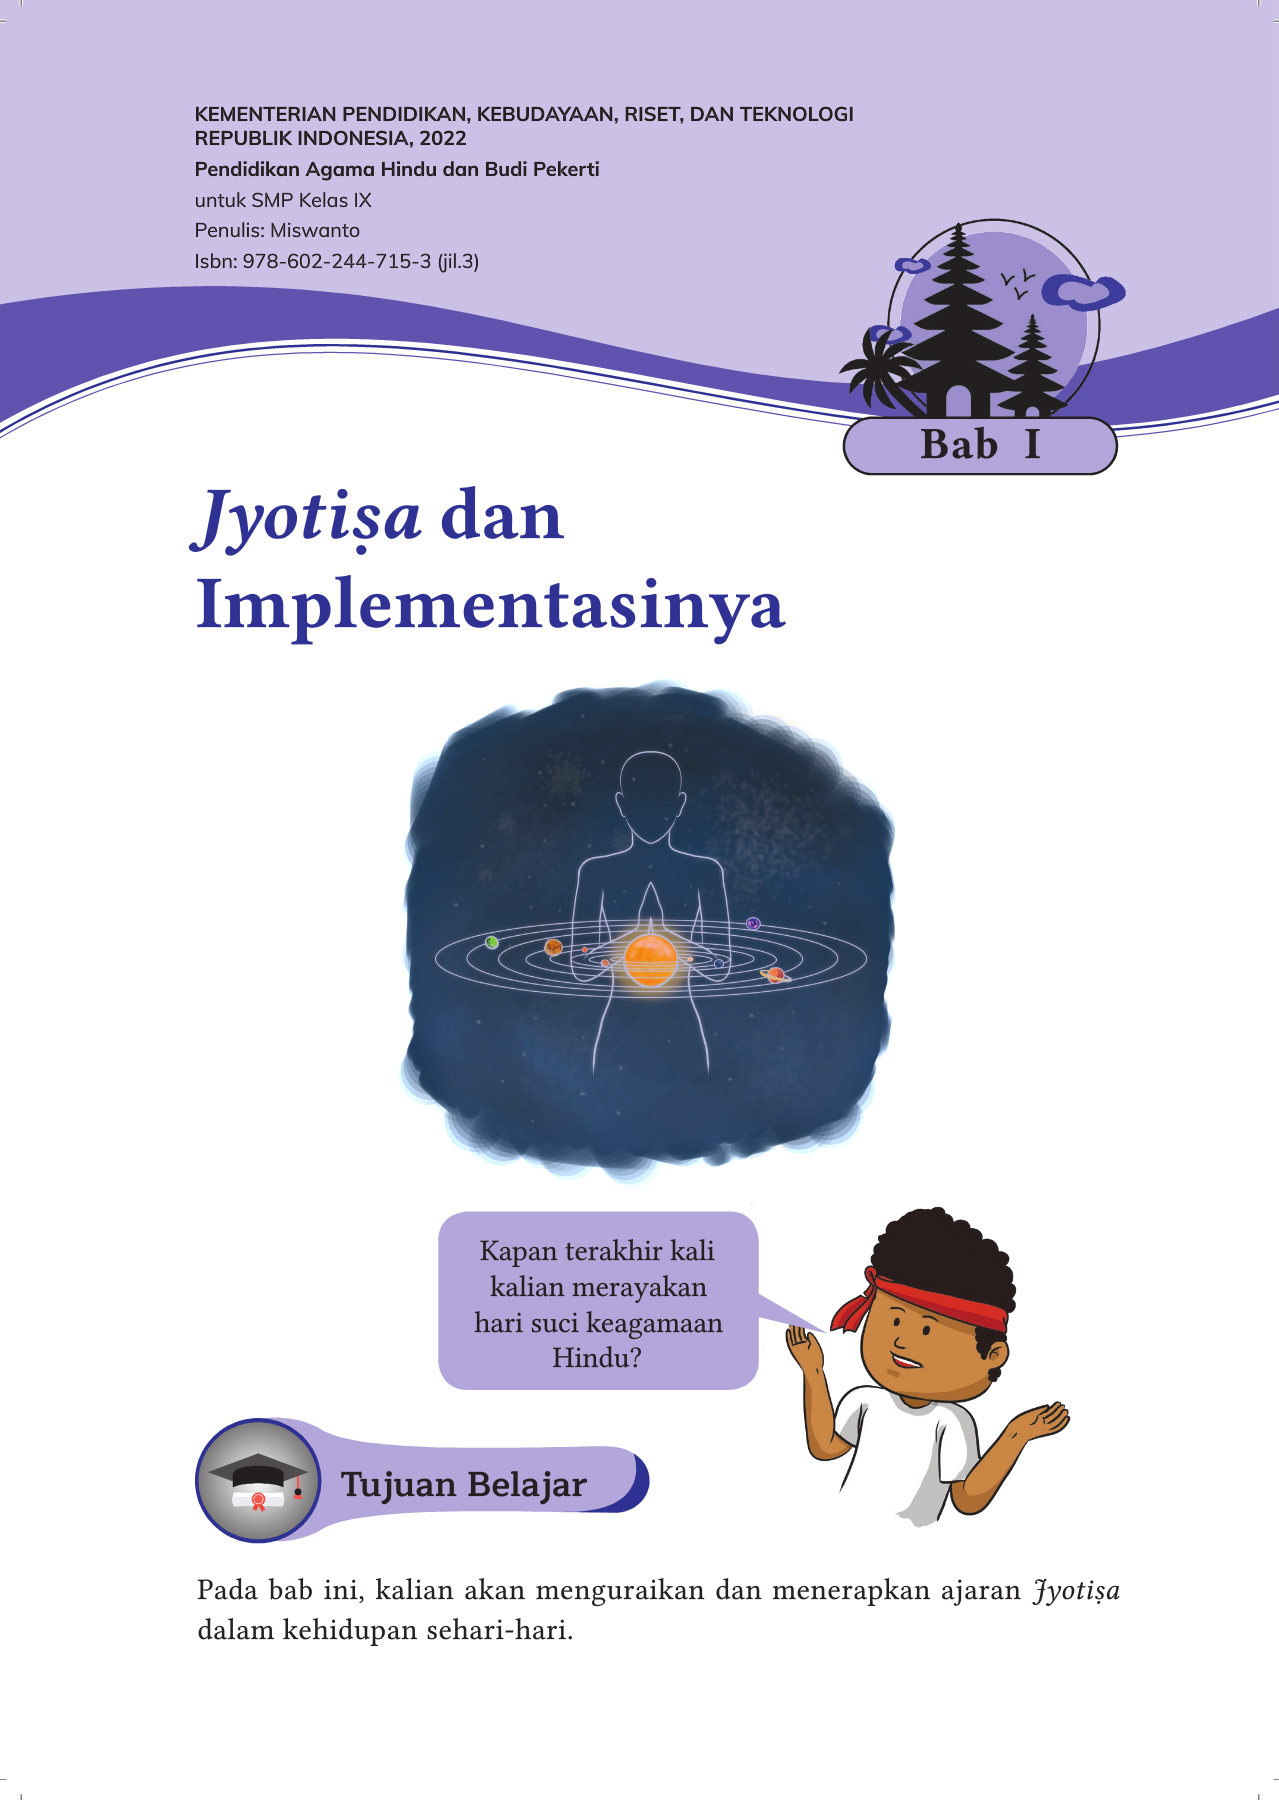 KEMENTERIAN PENDIDIKAN, KEBUDAYAAN, RISET, DAN TEKNOLOGI
REPUBLIK INDONESIA, 2022
Pendidikan Agama Hindu dan Budi Pekerti
untuk SMP Kelas IX
Penulis: Miswanto
Isbn: 978-602-244-715-3 (jil.3)
Bab I
Jyotiṣa dan
Implementasinya
Kapan terakhir kali
kalian merayakan
hari suci keagamaan
Hindu?
Tujuan Belajar
Pada bab ini, kalian akan menguraikan dan menerapkan ajaran Jyotiṣa
dalam kehidupan sehari-hari.